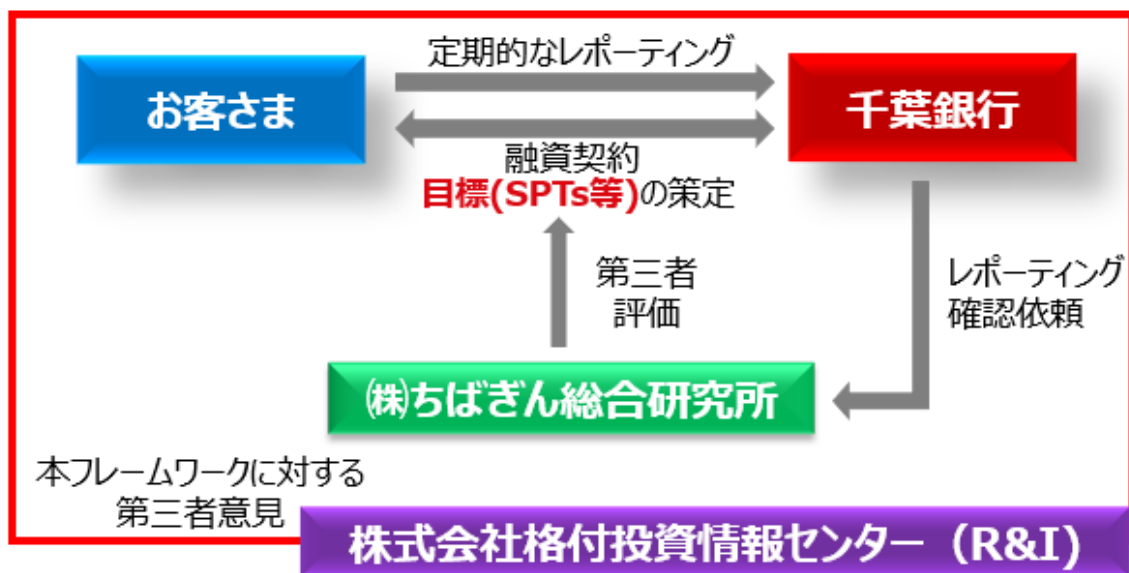 定期的なレポーティング
お客さま
千葉銀行
融資契約
目標(SPTs等)の策定
第三者
評価
レポーティング
確認依頼
㈱ちばぎん総合研究所
本フレームワークに対する
第三者意見
株式会社格付投資情報センター（R&I）